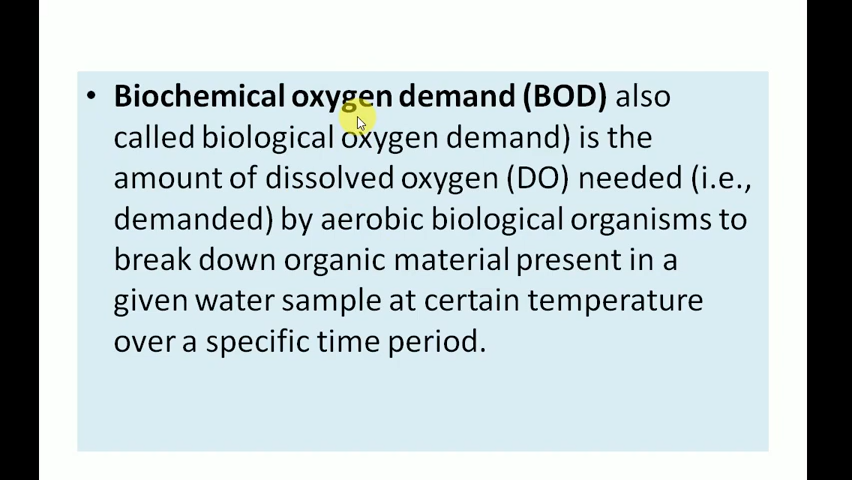 • Biochemical oxygen demand (BOD) also
called biological oxygen demand) is the
amount of dissolved oxygen (DO) needed (i.e.,
demanded) by aerobic biological organisms to
break down organic material present in a
given water sample at certain temperature
over a specific time period.